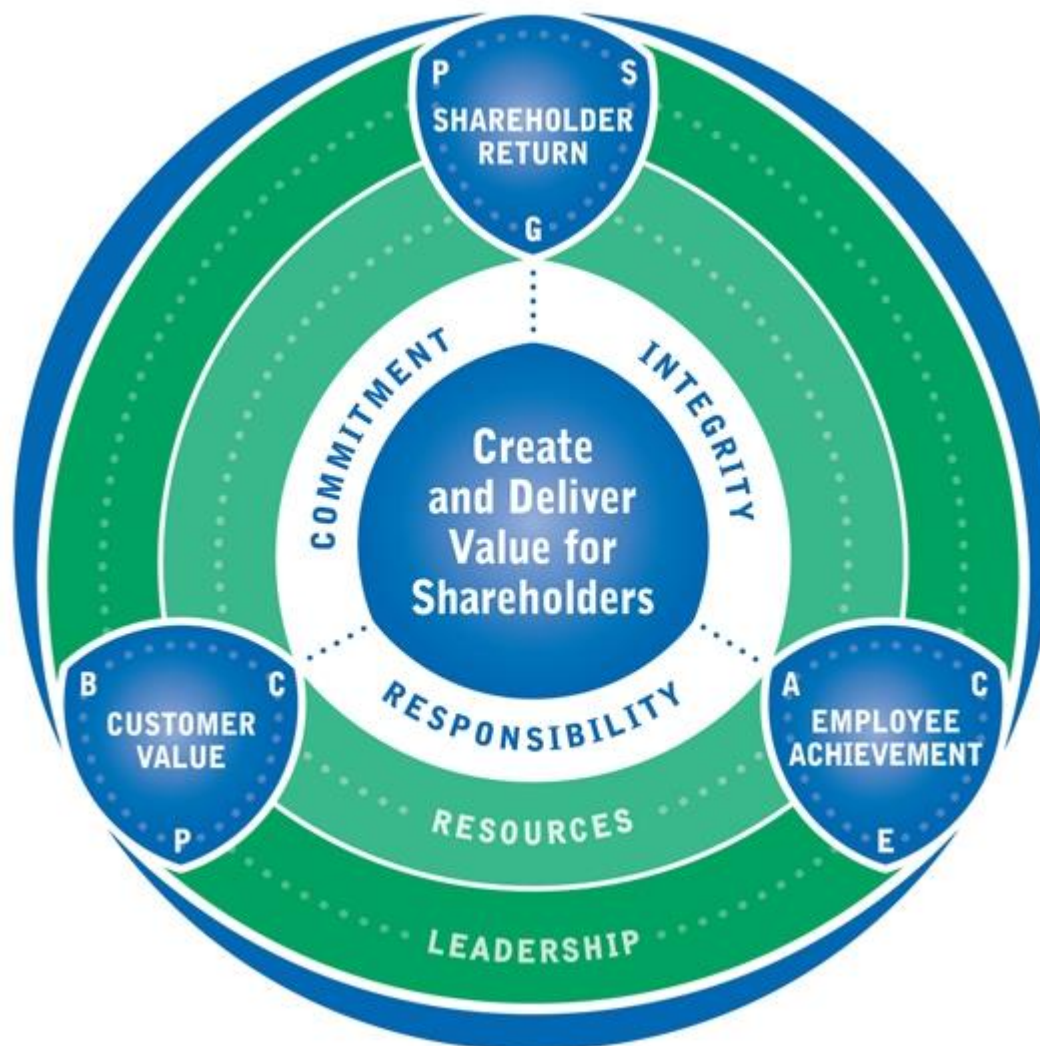 P S
SHAREHOLDER
RETURN
G
COMMITMENT
INTEGRITY
Create
and Deliver
Value for
Shareholders
RESPONSIBILITY
B C
CUSTOMER
VALUE
P
A C
EMPLOYEE
ACHIEVEMENT
E
RESOURCES
LEADERSHIP